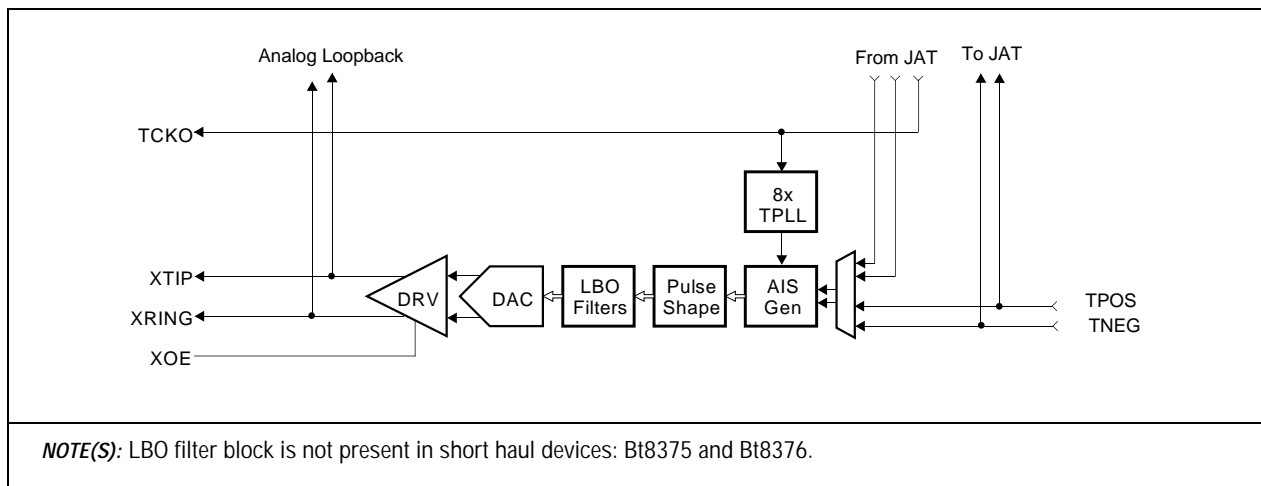 Analog Loopback
From JAT
To JAT
TCKO
8x
TPLL
XTIP
XRING
XOE
DRV
DAC
LBO
Filters
Pulse
Shape
AIS
Gen
TPOS
TNEG
NOTE(S): LBO filter block is not present in short haul devices: Bt8375 and Bt8376.